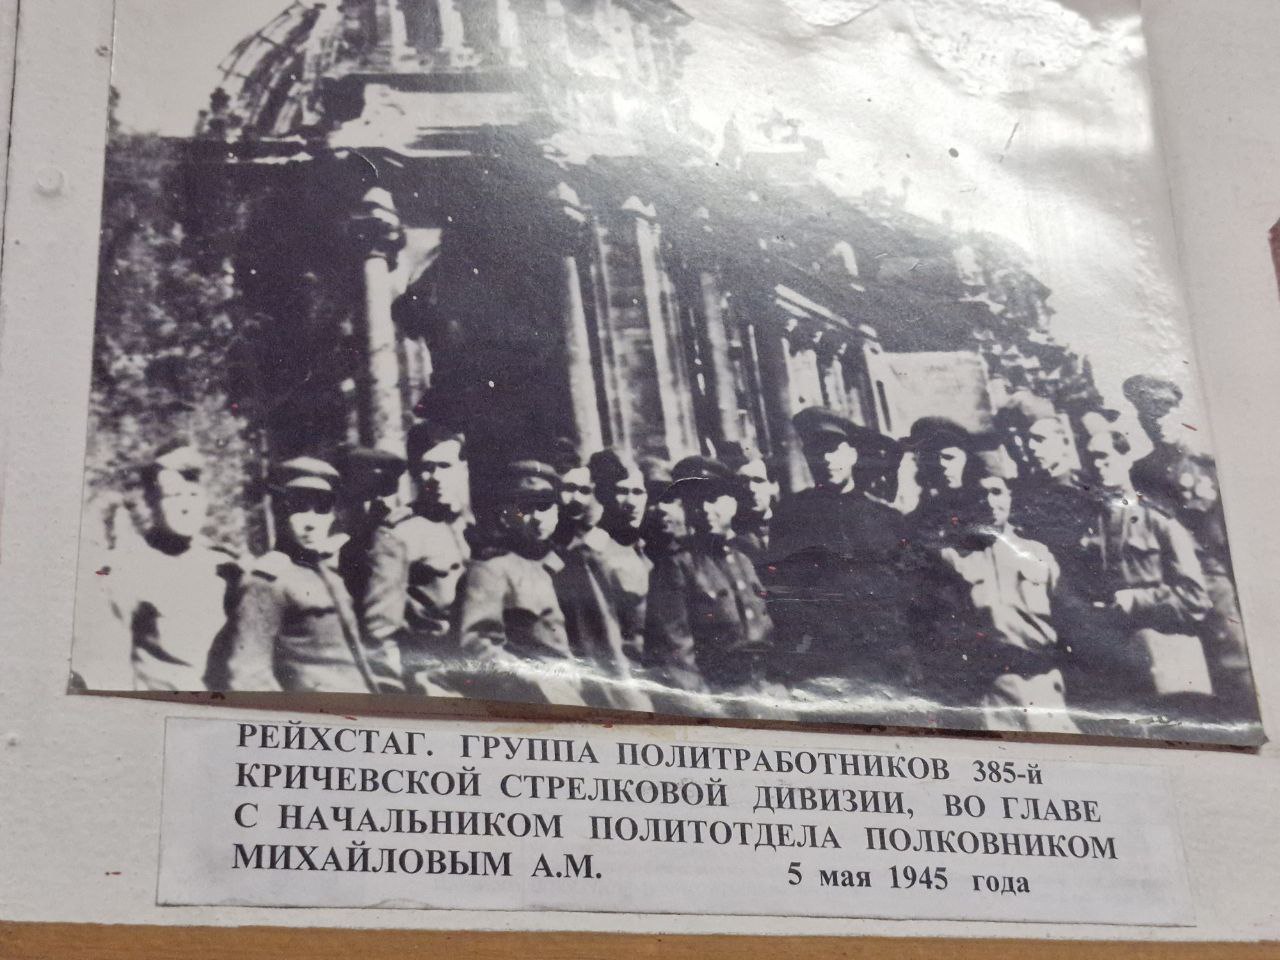 РЕЙХСТАГ. ГРУППА ПОЛИТРАБОТНИКОВ 385-й
КРИЧЕВСКОЙ СТРЕЛКОВОЙ ДИВИЗИИ, ВО ГЛАВЕ
С НАЧАЛЬНИКОМ ПОЛИТОТДЕЛА ПОЛКОВНИКОМ
МИХАЙЛОВЫМ А.М. 5 мая 1945 года